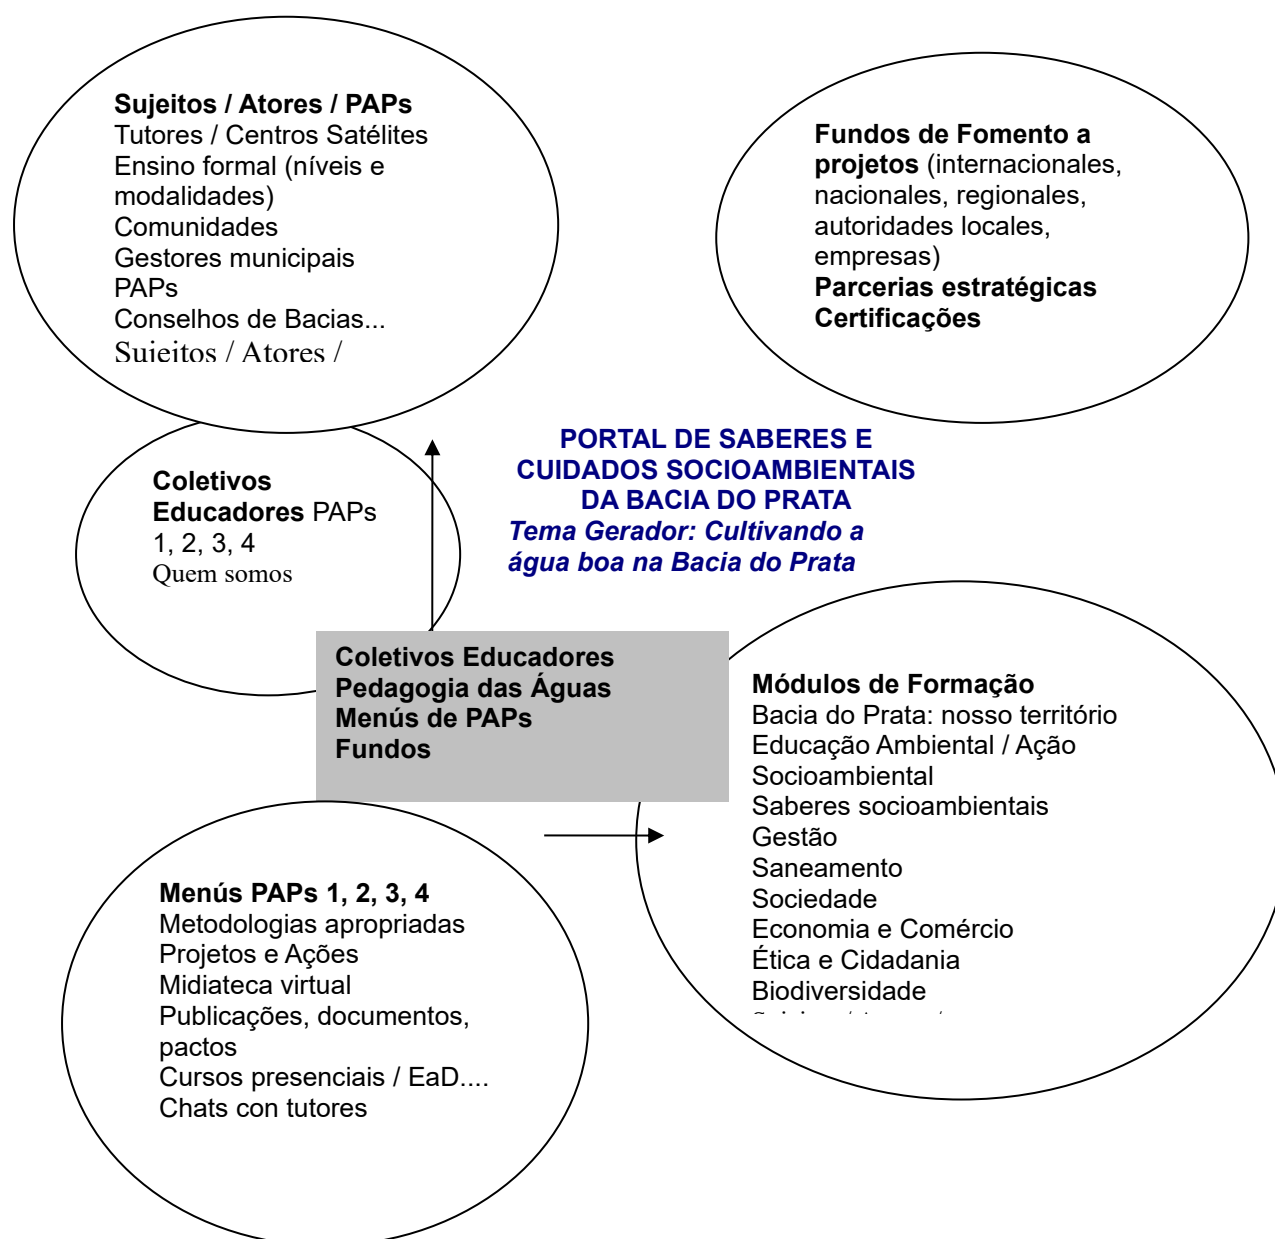 Sujeitos / Atores / PAPs
Tutores / Centros Satélites
Ensino formal (níveis e
modalidades)
Comunidades
Gestores municipais
PAPs
Conselhos de Bacias...
Sujeitos / Atores /
Fundos de Fomento a
projetos (internacionales,
nacionales, regionales,
autoridades locales,
empresas)
Parcerias estratégicas
Certificações
PORTAL DE SABERES E
CUIDADOS SOCIOAMBIENTAIS
DA BACIA DO PRATA
Tema Gerador: Cultivando a
água boa na Bacia do Prata
Coletivos
Educadores PAPs
1, 2, 3, 4
Quem somos
Coletivos Educadores
Pedagogia das Águas
Menús de PAPs
Fundos
Módulos de Formação
Bacia do Prata: nosso território
Educação Ambiental / Ação
Socioambiental
Saberes socioambientais
Gestão
Saneamento
Sociedade
Economia e Comércio
Ética e Cidadania
Biodiversidade
Menús PAPs 1, 2, 3, 4
Metodologias apropriadas
Projetos e Ações
Midiateca virtual
Publicações, documentos,
pactos
Cursos presenciais / EaD....
Chats con tutores